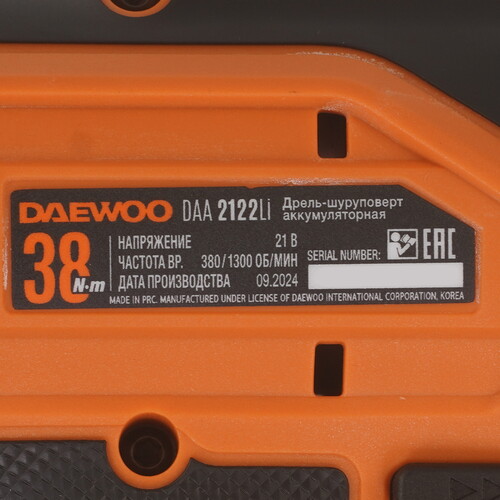 DAEWOO DAA 2122Li Дрель-шуруповерт
аккумуляторная
38 N·m
НАПРЯЖЕНИЕ 21 В
ЧАСТОТА ВР. 380/1300 ОБ/МИН
ДАТА ПРОИЗВОДСТВА 09.2024
SERIAL NUMBER:
EAC
MADE IN PRC. MANUFACTURED UNDER LICENSE OF DAEWOO INTERNATIONAL CORPORATION, KOREA